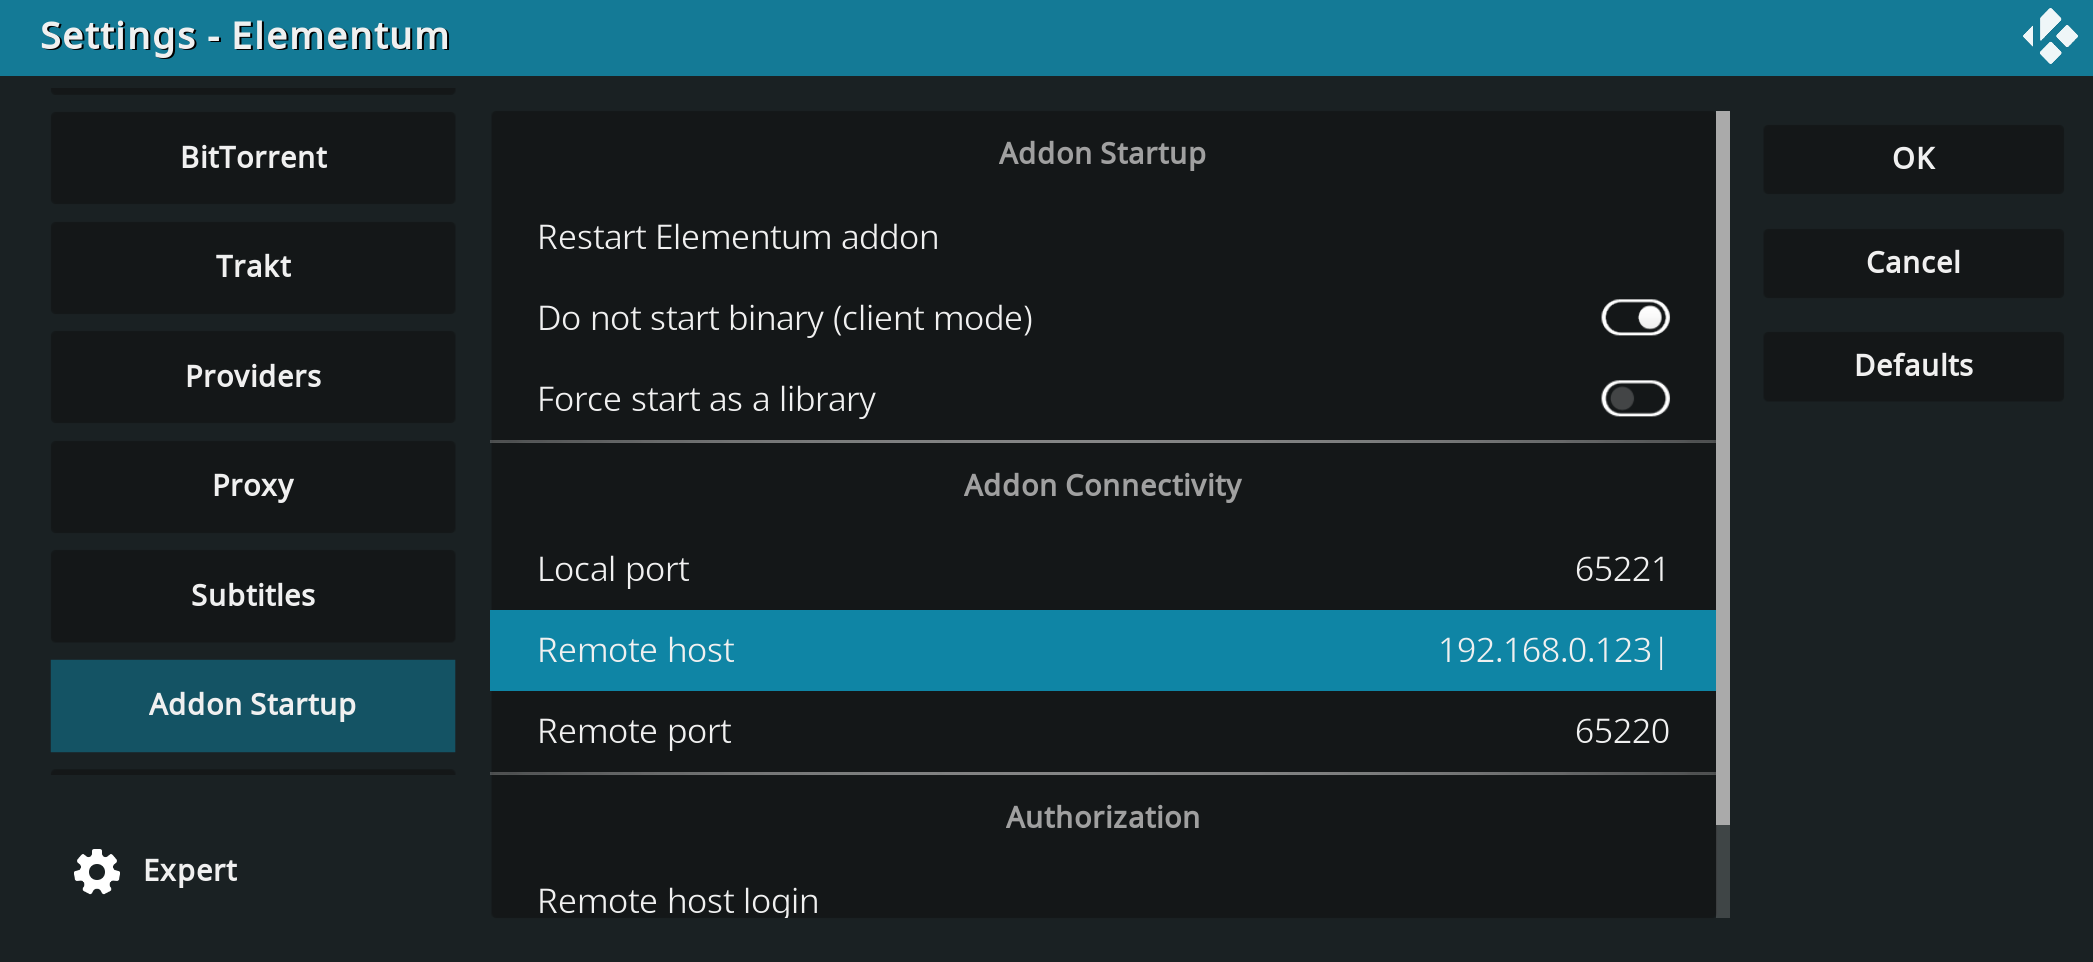 Settings - Elementum
BitTorrent
Trakt
Providers
Proxy
Subtitles
Addon Startup
Expert
Addon Startup
Restart Elementum addon
Do not start binary (client mode)
Force start as a library
Addon Connectivity
Local port 65221
Remote host 192.168.0.123|
Remote port 65220
Authorization
Remote host login
OK
Cancel
Defaults